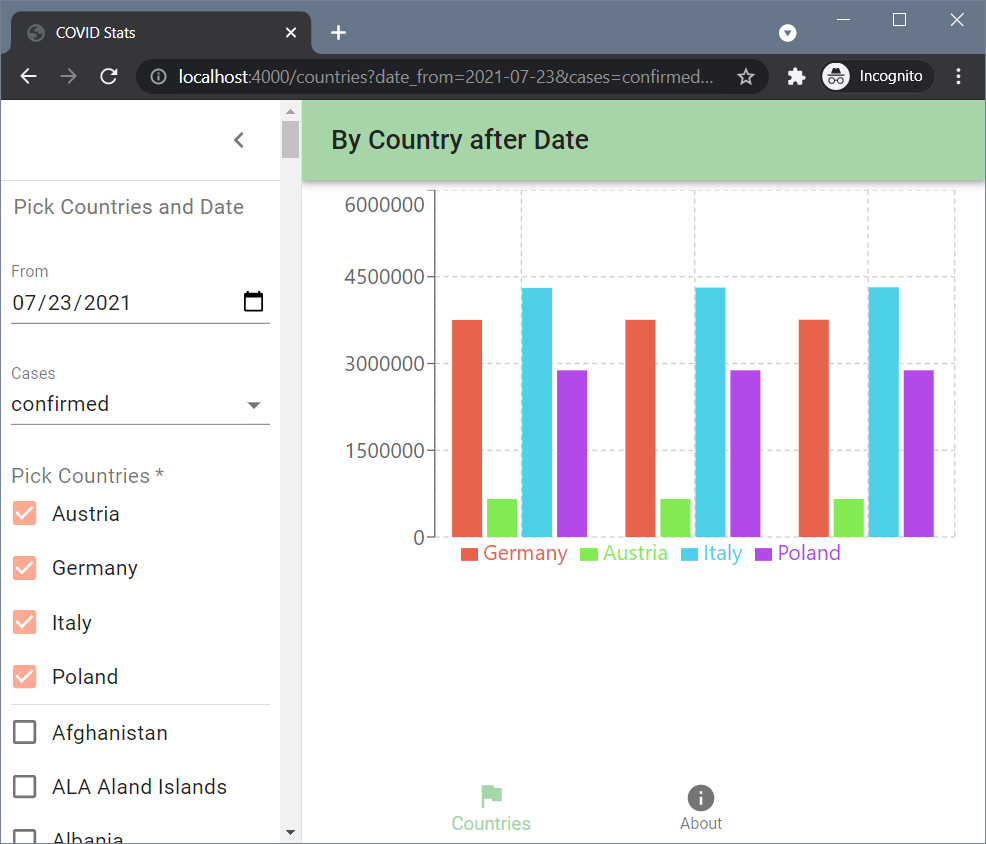 COVID Stats
localhost:4000/countries?date_from=2021-07-23&cases=confirmed...
Incognito
By Country after Date
Pick Countries and Date
From
07/23/2021
Cases
confirmed
Pick Countries *
Austria
Germany
Italy
Poland
Afghanistan
ALA Aland Islands
Albania
6000000
4500000
3000000
1500000
0
Germany Austria Italy Poland
Countries
About